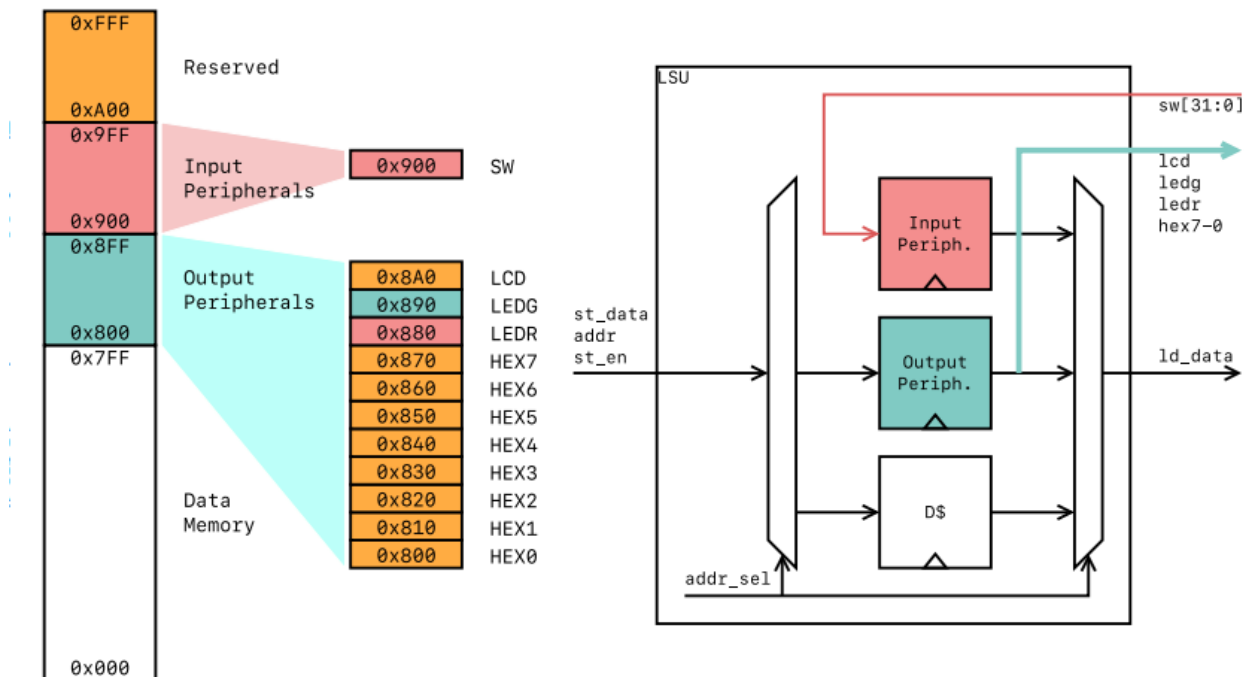 0xFFF
Reserved
0xA00
0x9FF
Input
Peripherals
0x900
0x900 SW
0x8FF
Output
Peripherals
0x800
0x7FF
0x8A0 LCD
0x890 LEDG
0x880 LEDR
0x870 HEX7
0x860 HEX6
0x850 HEX5
0x840 HEX4
0x830 HEX3
0x820 HEX2
0x810 HEX1
0x800 HEX0
Data
Memory
0x000
LSU
sw[31:0]
lcd
ledg
ledr
hex7-0
Input
Periph.
st_data
addr
st_en
Output
Periph.
ld_data
D$
addr_sel